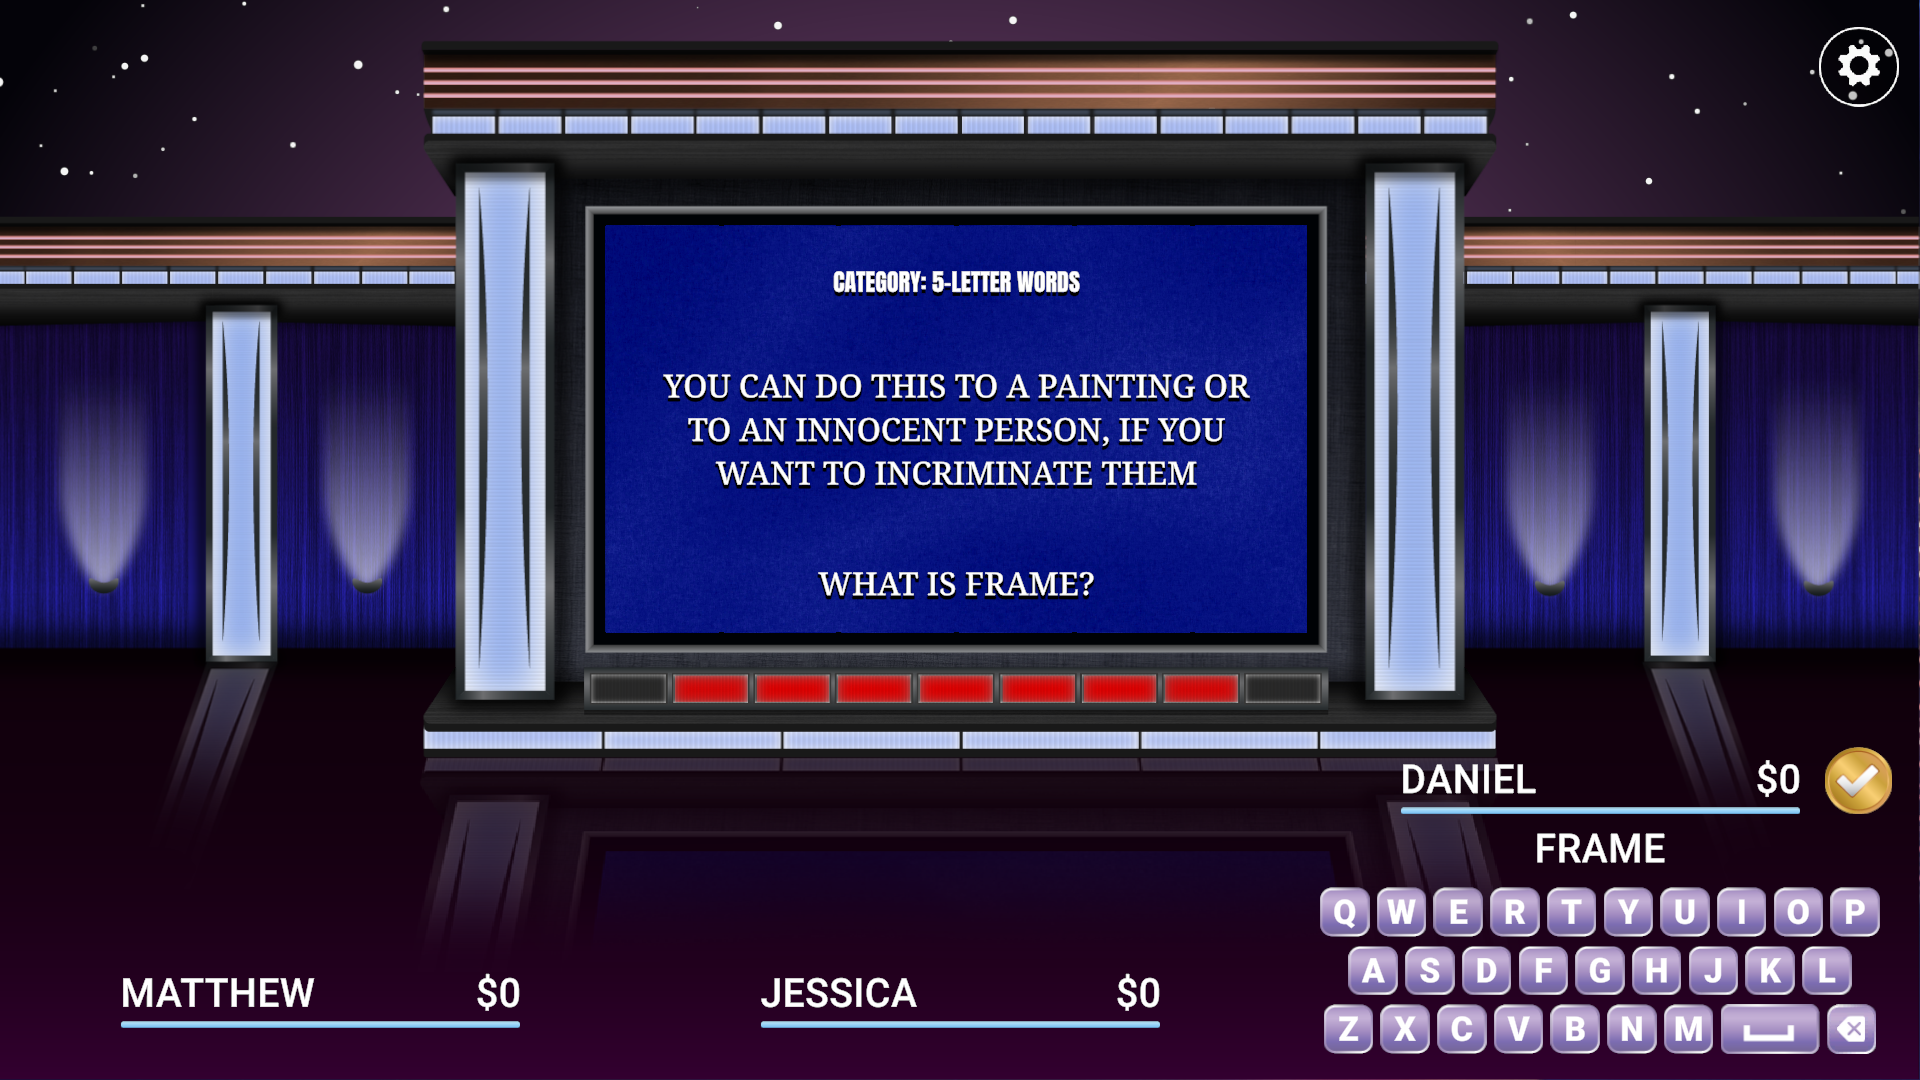 CATEGORY: 5-LETTER WORDS
YOU CAN DO THIS TO A PAINTING OR
TO AN INNOCENT PERSON, IF YOU
WANT TO INCRIMINATE THEM
WHAT IS FRAME?
DANIEL $0
FRAME
Q W E R T Y U I O P
A S D F G H J K L
Z X C V B N M
MATTHEW $0
JESSICA $0